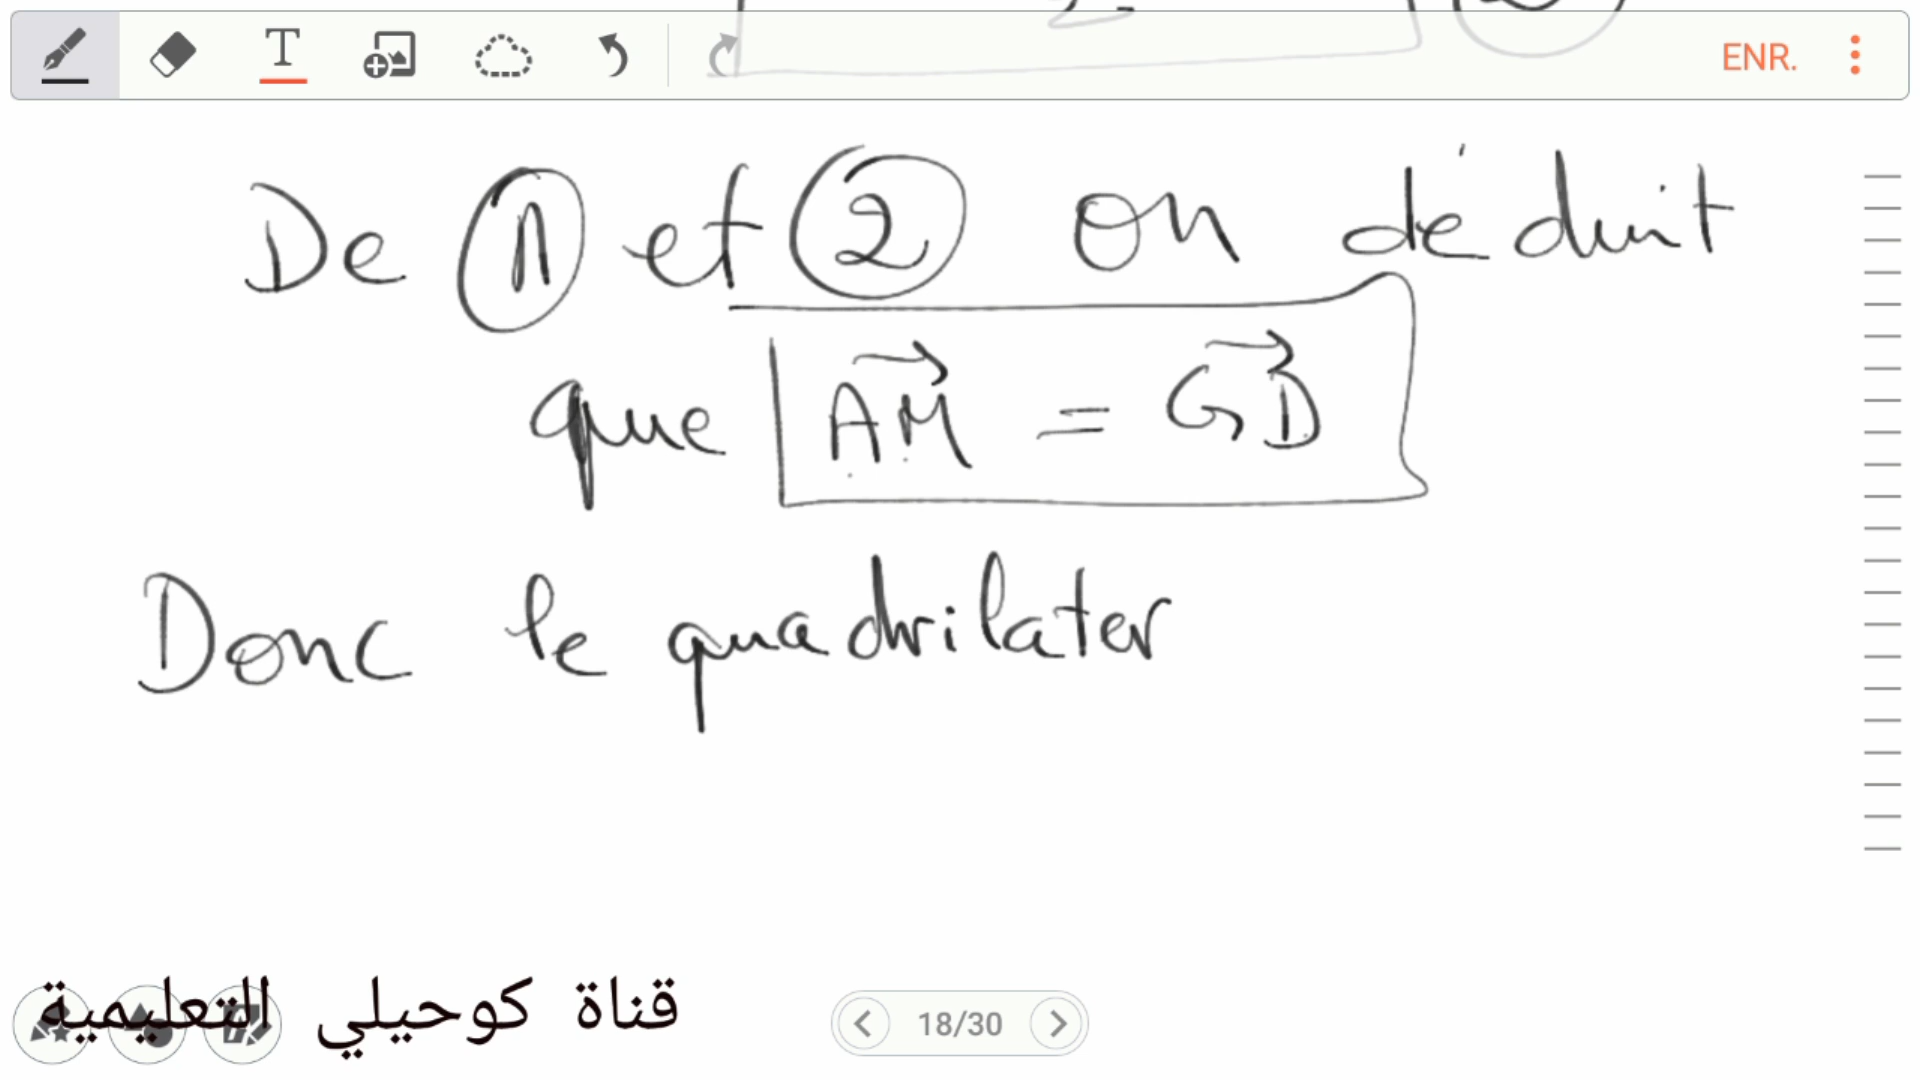 ENR.
De ① et ② on déduit
que AM = GD
Donc le quadrilater
قناة كوحيلي التعليمية
18/30